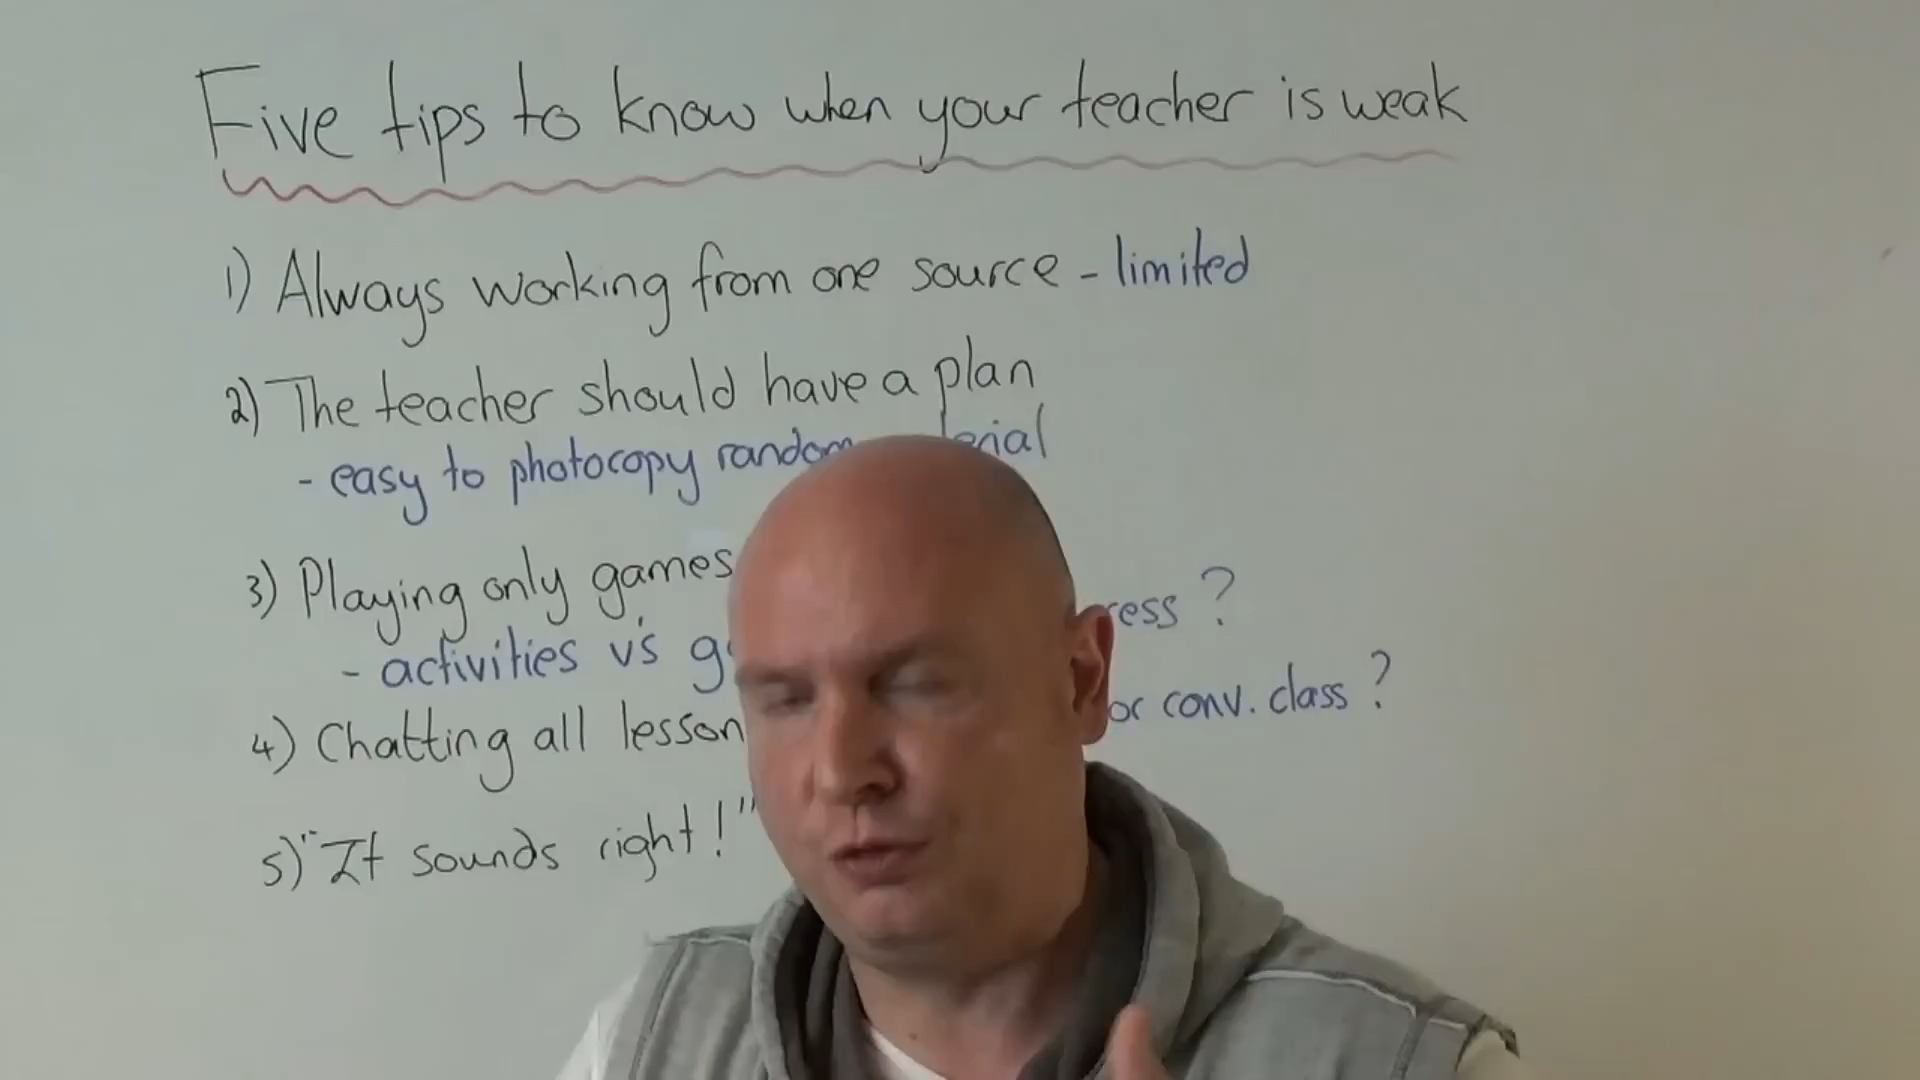 Five tips to know when your teacher is weak
1) Always working from one source - limited
2) The teacher should have a plan
- easy to photocopy random
3) Playing only games ?
- activities v's
4) Chatting all lesson or conv. class ?
5) "It sounds right!"